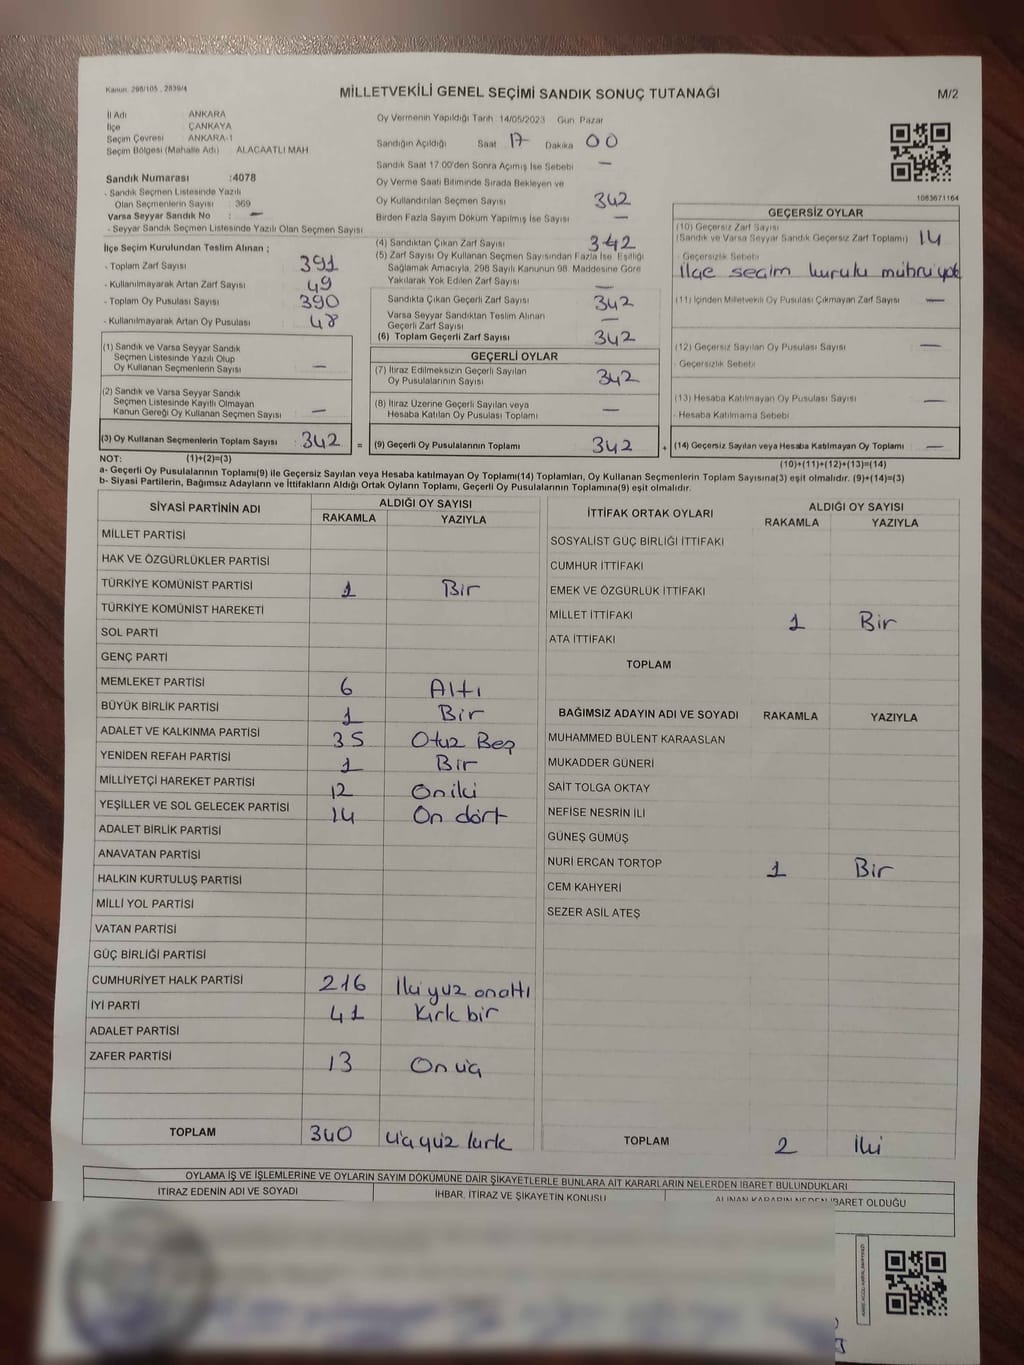 Kanun. 298/105 , 2839/4
MİLLETVEKİLİ GENEL SEÇİMİ SANDIK SONUÇ TUTANAĞI
M/2
İl Adı ANKARA
İlçe ÇANKAYA
Seçim Çevresi ANKARA-1
Seçim Bölgesi (Mahalle Adı) ALACAATLI MAH
Sandık Numarası :4078
- Sandık Seçmen Listesinde Yazılı
Olan Seçmenlerin Sayısı : 369
Varsa Seyyar Sandık No : —
- Seyyar Sandık Seçmen Listesinde Yazılı Olan Seçmen Sayısı
İlçe Seçim Kurulundan Teslim Alınan ;
- Toplam Zarf Sayısı 391
- Kullanılmayarak Artan Zarf Sayısı 49
- Toplam Oy Pusulası Sayısı 390
- Kullanılmayarak Artan Oy Pusulası 48
(1) Sandık ve Varsa Seyyar Sandık
Seçmen Listesinde Yazılı Olup
Oy Kullanan Seçmenlerin Sayısı —
(2) Sandık ve Varsa Seyyar Sandık
Seçmen Listesinde Kayıtlı Olmayan
Kanun Gereği Oy Kullanan Seçmen Sayısı —
(3) Oy Kullanan Seçmenlerin Toplam Sayısı : 342 =
Oy Vermenin Yapıldığı Tarih 14/05/2023 Gun Pazar
Sandığın Açıldığı Saat 17 Dakika 00
Sandık Saat 17.00'den Sonra Açımış İse Sebebi —
Oy Verme Saati Bitiminde Sırada Bekleyen ve
Oy Kullandırılan Seçmen Sayısı 342
Birden Fazla Sayım Döküm Yapılmış İse Sayısı —
(4) Sandıktan Çıkan Zarf Sayısı 342
(5) Zarf Sayısı Oy Kullanan Seçmen Sayısından Fazla İse, Eşitliği
Sağlamak Amacıyla, 298 Sayılı Kanunun 98. Maddesine Göre
Yakılarak Yok Edilen Zarf Sayısı —
Sandıkta Çıkan Geçerli Zarf Sayısı 342
Varsa Seyyar Sandıktan Teslim Alınan
Geçerli Zarf Sayısı —
(6) Toplam Geçerli Zarf Sayısı 342
GEÇERLİ OYLAR
(7) İtiraz Edilmeksizin Geçerli Sayılan
Oy Pusulalarının Sayısı 342
(8) İtiraz Üzerine Geçerli Sayılan veya
Hesaba Katılan Oy Pusulası Toplamı —
(9) Geçerli Oy Pusulalarının Toplamı 342 +
1083671164
GEÇERSİZ OYLAR
(10) Geçersiz Zarf Sayısı
(Sandık ve Varsa Seyyar Sandık Geçersiz Zarf Toplamı) 14
- Geçersizlik Sebebi
ilçe seçim kurulu mührü yok
(11) İçinden Milletvekili Oy Pusulası Çıkmayan Zarf Sayısı —
(12) Geçersiz Sayılan Oy Pusulası Sayısı —
- Geçersizlik Sebebi
(13) Hesaba Katılmayan Oy Pusulası Sayısı —
- Hesaba Katılmama Sebebi
(14) Geçersiz Sayılan veya Hesaba Katılmayan Oy Toplamı —
NOT: (1)+(2)=(3)
(10)+(11)+(12)+(13)=(14)
a- Geçerli Oy Pusulalarının Toplamı(9) ile Geçersiz Sayılan veya Hesaba katılmayan Oy Toplamı(14) Toplamları, Oy Kullanan Seçmenlerin Toplam Sayısına(3) eşit olmalıdır. (9)+(14)=(3)
b- Siyasi Partilerin, Bağımsız Adayların ve İttifakların Aldığı Ortak Oyların Toplamı, Geçerli Oy Pusulalarının Toplamına(9) eşit olmalıdır.
SİYASİ PARTİNİN ADI ALDIĞI OY SAYISI
RAKAMLA YAZIYLA
MİLLET PARTİSİ
HAK VE ÖZGÜRLÜKLER PARTİSİ
TÜRKİYE KOMÜNİST PARTİSİ 1 Bir
TÜRKİYE KOMÜNİST HAREKETİ
SOL PARTİ
GENÇ PARTİ
MEMLEKET PARTİSİ 6 Altı
BÜYÜK BİRLİK PARTİSİ 1 Bir
ADALET VE KALKINMA PARTİSİ 35 Otuz Beş
YENİDEN REFAH PARTİSİ 1 Bir
MİLLİYETÇİ HAREKET PARTİSİ 12 Oniki
YEŞİLLER VE SOL GELECEK PARTİSİ 14 On dört
ADALET BİRLİK PARTİSİ
ANAVATAN PARTİSİ
HALKIN KURTULUŞ PARTİSİ
MİLLİ YOL PARTİSİ
VATAN PARTİSİ
GÜÇ BİRLİĞİ PARTİSİ
CUMHURİYET HALK PARTİSİ 216 İki yüz onaltı
İYİ PARTİ 41 Kırk bir
ADALET PARTİSİ
ZAFER PARTİSİ 13 On üç
TOPLAM 340 üç yüz kırk
İTTİFAK ORTAK OYLARI ALDIĞI OY SAYISI
RAKAMLA YAZIYLA
SOSYALİST GÜÇ BİRLİĞİ İTTİFAKI
CUMHUR İTTİFAKI
EMEK VE ÖZGÜRLÜK İTTİFAKI
MİLLET İTTİFAKI 1 Bir
ATA İTTİFAKI
TOPLAM
BAĞIMSIZ ADAYIN ADI VE SOYADI RAKAMLA YAZIYLA
MUHAMMED BÜLENT KARAASLAN
MUKADDER GÜNERİ
SAİT TOLGA OKTAY
NEFİSE NESRİN İLİ
GÜNEŞ GÜMÜŞ
NURİ ERCAN TORTOP 1 Bir
CEM KAHYERİ
SEZER ASIL ATEŞ
TOPLAM 2 İki
OYLAMA İŞ VE İŞLEMLERİNE VE OYLARIN SAYIM DÖKÜMÜNE DAİR ŞİKAYETLERLE BUNLARA AİT KARARLARIN NELERDEN İBARET BULUNDUKLARI
İTİRAZ EDENİN ADI VE SOYADI İHBAR, İTİRAZ VE ŞİKAYETİN KONUSU ALINAN KARARIN NEDEN İBARET OLDUĞU